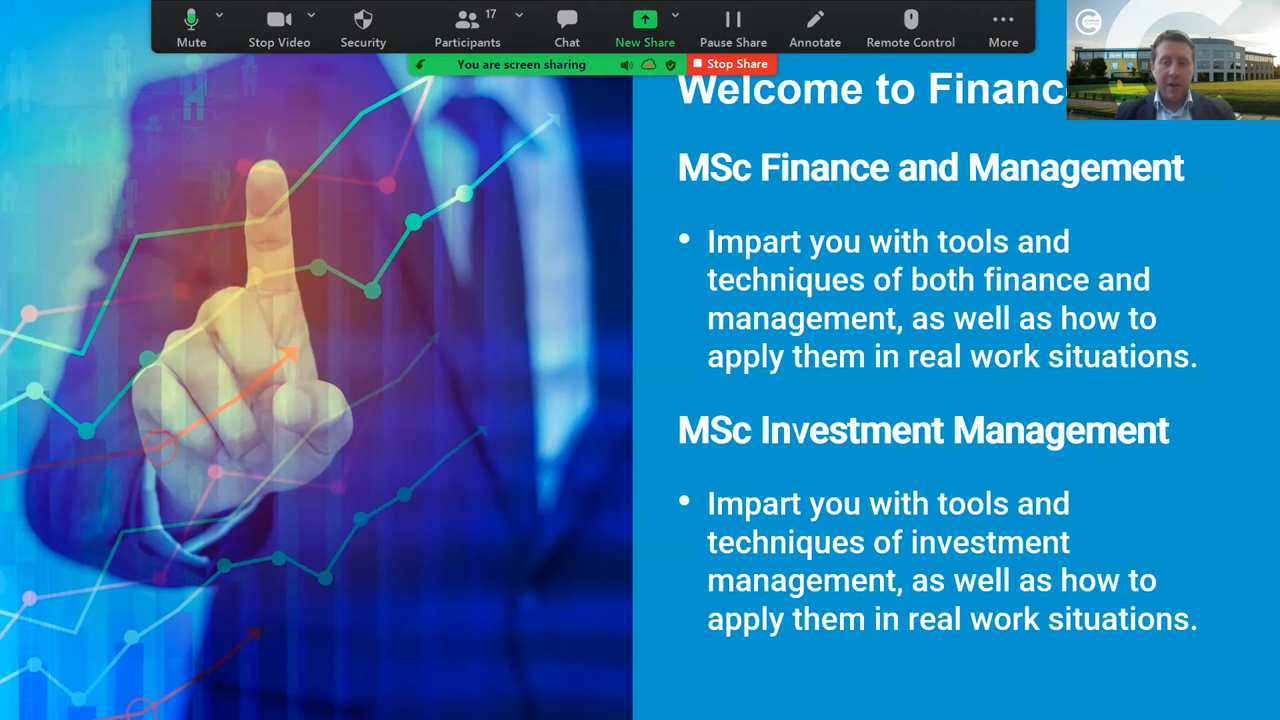 17
Mute
Stop Video
Security
Participants
Chat
New Share
Pause Share
Annotate
Remote Control
More
You are screen sharing
Stop Share
Welcome to Financ
MSc Finance and Management
• Impart you with tools and
techniques of both finance and
management, as well as how to
apply them in real work situations.
MSc Investment Management
• Impart you with tools and
techniques of investment
management, as well as how to
apply them in real work situations.